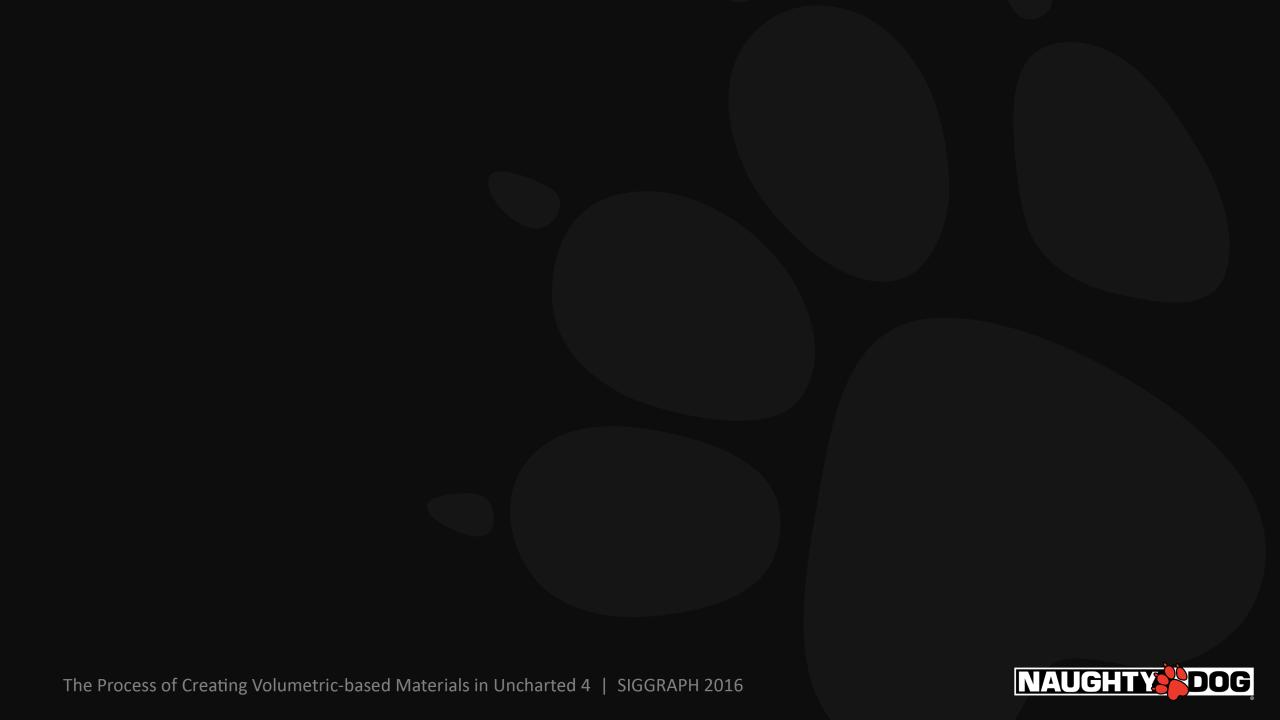 The Process of Creating Volumetric-based Materials in Uncharted 4 | SIGGRAPH 2016
NAUGHTY DOG